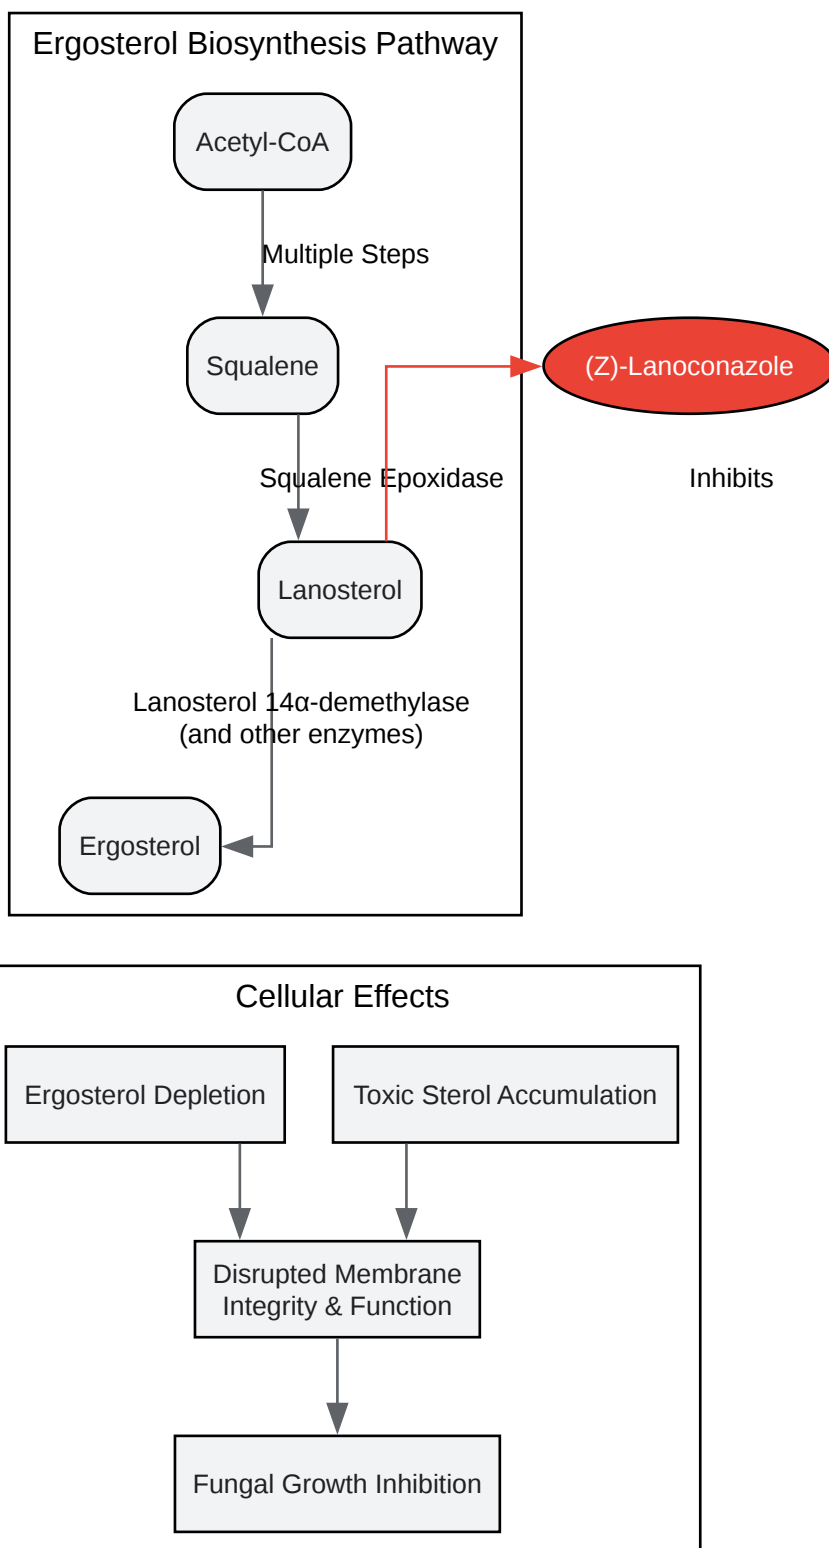 Ergosterol Biosynthesis Pathway
Acetyl-CoA
Multiple Steps
Squalene
(Z)-Lanoconazole
Squalene Epoxidase
Inhibits
Lanosterol
Lanosterol 14α-demethylase
(and other enzymes)
Ergosterol
Cellular Effects
Ergosterol Depletion
Toxic Sterol Accumulation
Disrupted Membrane
Integrity & Function
Fungal Growth Inhibition